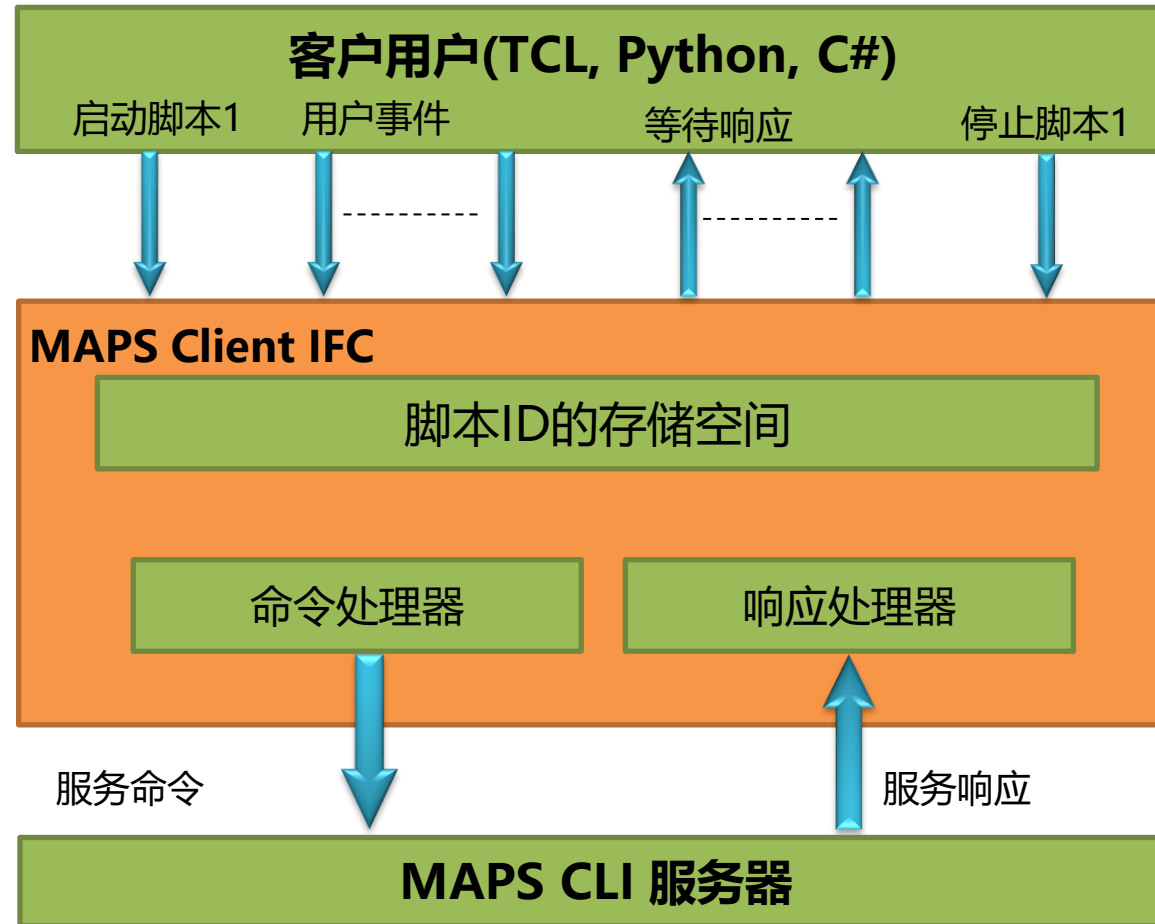 客户用户(TCL, Python, C#)
启动脚本1 用户事件 等待响应 停止脚本1
MAPS Client IFC
脚本ID的存储空间
命令处理器 响应处理器
服务命令 服务响应
MAPS CLI 服务器